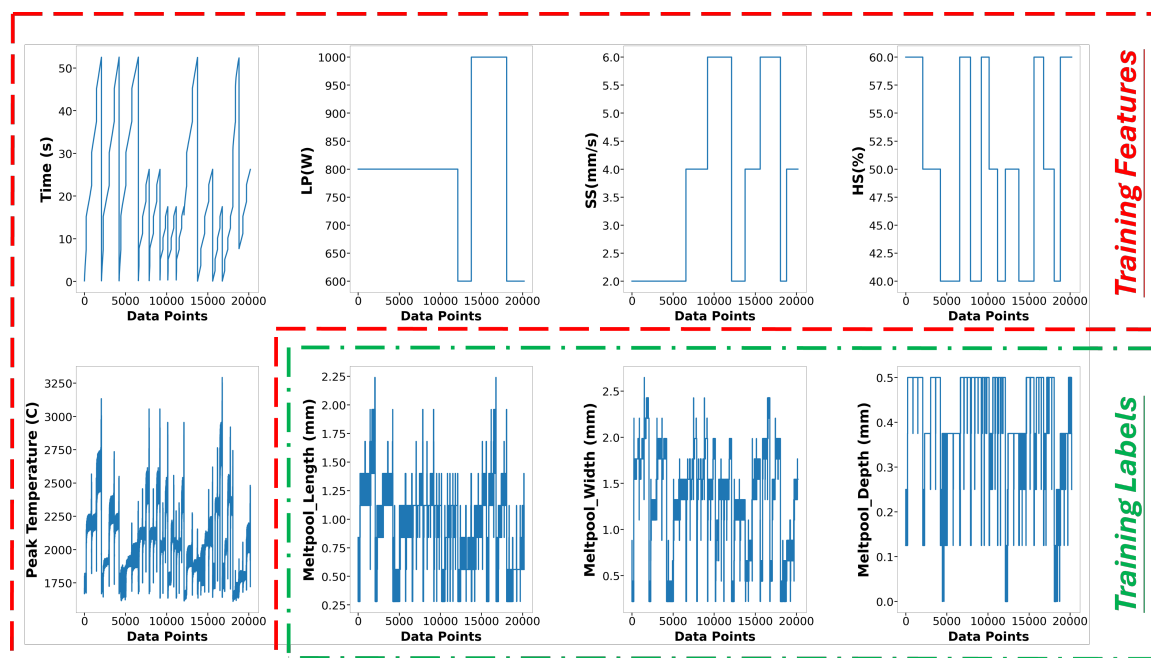 Time (s)
50
40
30
20
10
0
0 5000 10000 15000 20000
Data Points
LP(W)
1000
950
900
850
800
750
700
650
600
0 5000 10000 15000 20000
Data Points
SS(mm/s)
6.0
5.5
5.0
4.5
4.0
3.5
3.0
2.5
2.0
0 5000 10000 15000 20000
Data Points
HS(%)
60.0
57.5
55.0
52.5
50.0
47.5
45.0
42.5
40.0
0 5000 10000 15000 20000
Data Points
Training Features
Peak Temperature (C)
3250
3000
2750
2500
2250
2000
1750
0 5000 10000 15000 20000
Data Points
Meltpool_Length (mm)
2.25
2.00
1.75
1.50
1.25
1.00
0.75
0.50
0.25
0 5000 10000 15000 20000
Data Points
Meltpool_Width (mm)
2.5
2.0
1.5
1.0
0.5
0 5000 10000 15000 20000
Data Points
Meltpool_Depth (mm)
0.5
0.4
0.3
0.2
0.1
0.0
0 5000 10000 15000 20000
Data Points
Training Labels